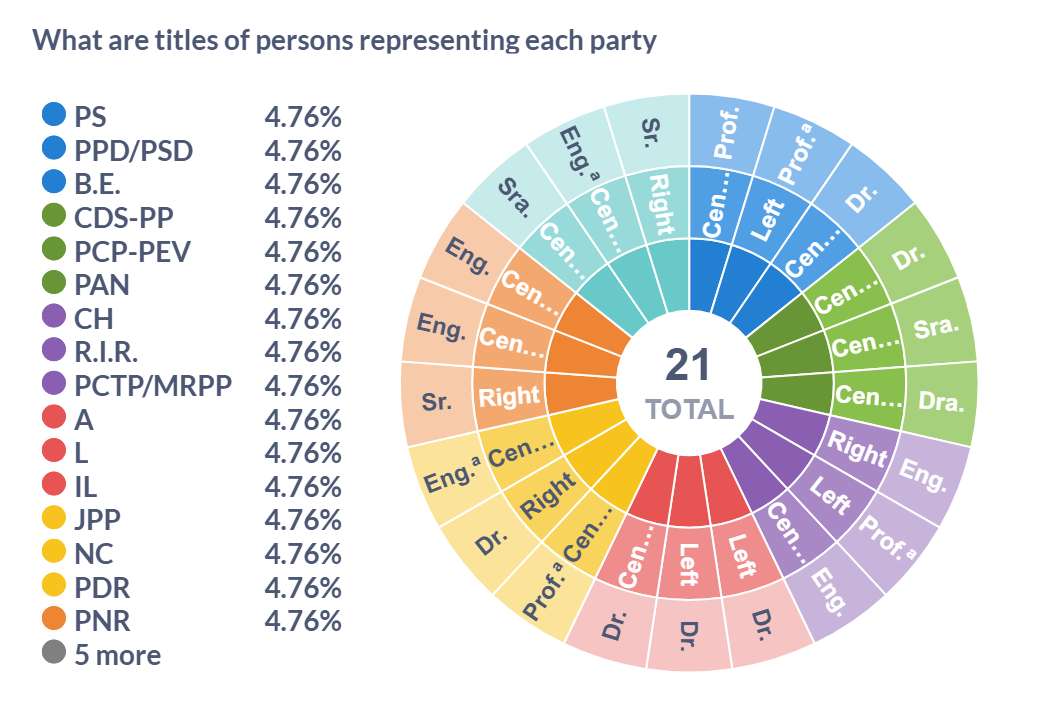 What are titles of persons representing each party
PS 4.76%
PPD/PSD 4.76%
B.E. 4.76%
CDS-PP 4.76%
PCP-PEV 4.76%
PAN 4.76%
CH 4.76%
R.I.R. 4.76%
PCTP/MRPP 4.76%
A 4.76%
L 4.76%
IL 4.76%
JPP 4.76%
NC 4.76%
PDR 4.76%
PNR 4.76%
5 more
21
TOTAL
Prof.
Prof.ª
Dr.
Dr.
Sra.
Dra.
Eng.
Prof.ª
Eng.
Dr.
Dr.
Dr.
Prof.ª
Dr.
Eng.ª
Sr.
Eng.
Eng.
Sra.
Eng.ª
Sr.
Cen...
Left
Cen...
Cen...
Cen...
Cen...
Right
Left
Cen...
Left
Left
Cen...
Cen...
Right
Cen...
Right
Cen...
Cen...
Cen...
Cen...
Right